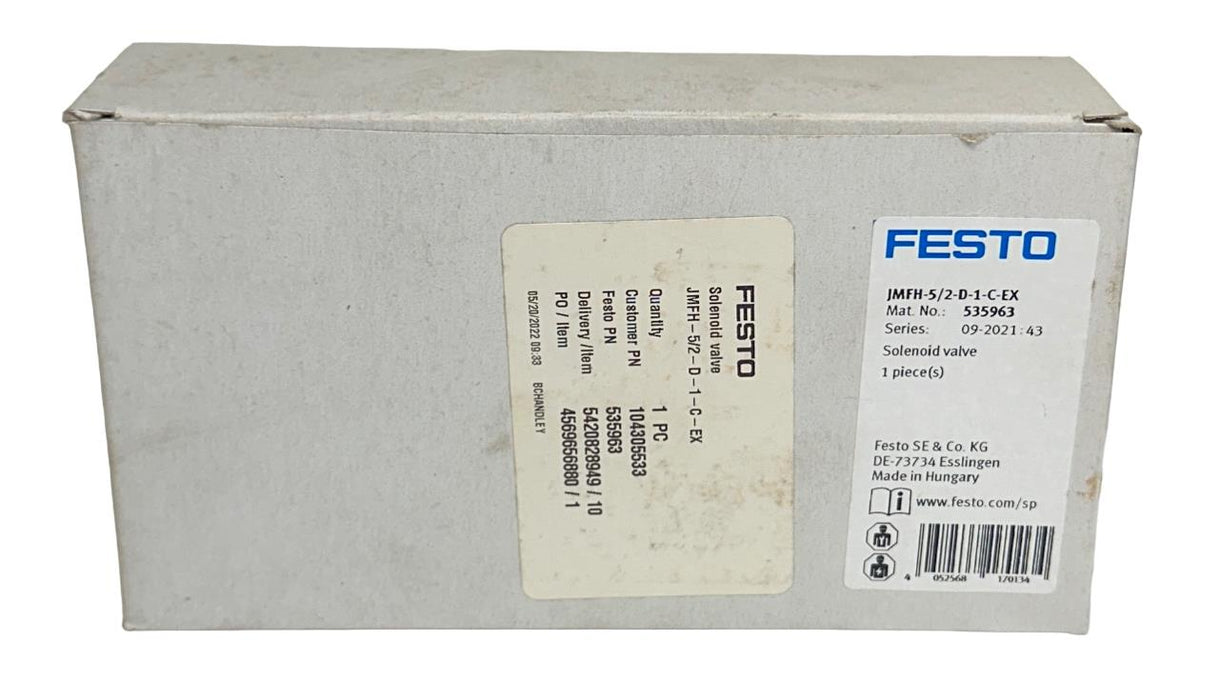 FESTO
Solenoid valve
JMFH-5/2-D-1-C-EX
Quantity 1 PC
Customer PN 104305533
Festo PN 535963
Delivery /Item 5420828949 / 10
PO / Item 4569656880 / 1
05/20/2022 09:33 BCHANDLEY
FESTO
JMFH-5/2-D-1-C-EX
Mat. No.: 535963
Series: 09-2021:43
Solenoid valve
1 piece(s)
Festo SE & Co. KG
DE-73734 Esslingen
Made in Hungary
i www.festo.com/sp
4 052568 170134